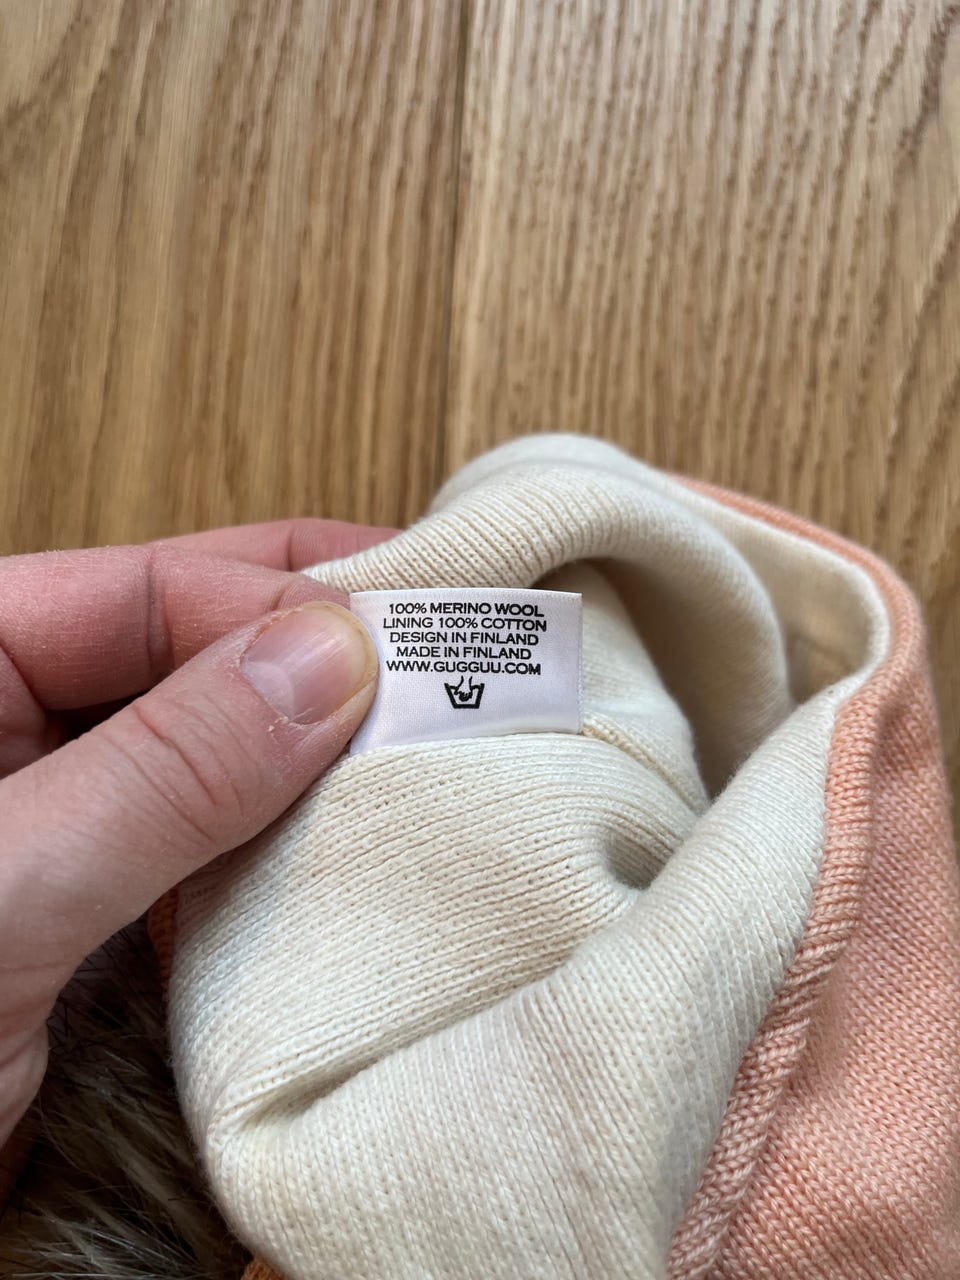 100% MERINO WOOL
LINING 100% COTTON
DESIGN IN FINLAND
MADE IN FINLAND
WWW.GUGGUU.COM